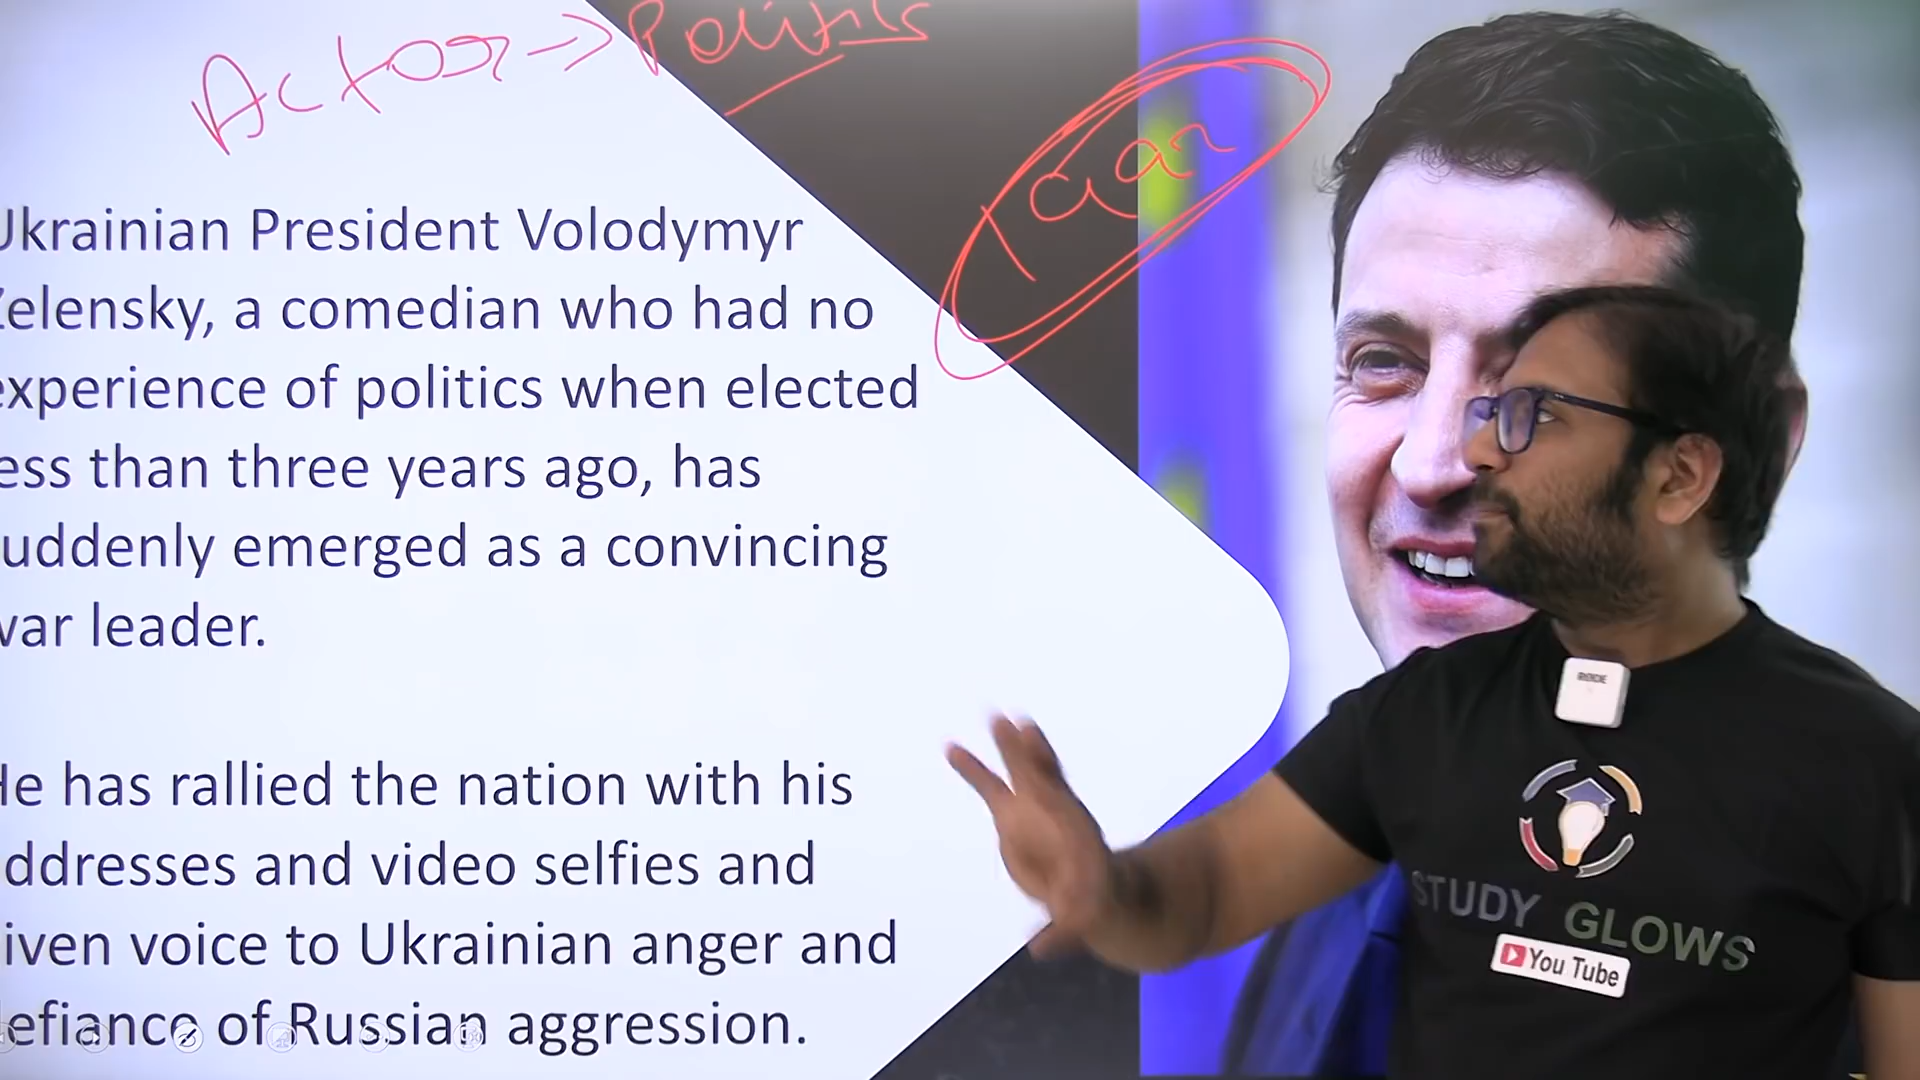 Actor → Politics
1991
Ukrainian President Volodymyr
Zelensky, a comedian who had no
experience of politics when elected
less than three years ago, has
suddenly emerged as a convincing
war leader.
He has rallied the nation with his
addresses and video selfies and
given voice to Ukrainian anger and
defiance of Russian aggression.
RODE
STUDY GLOWS
You Tube